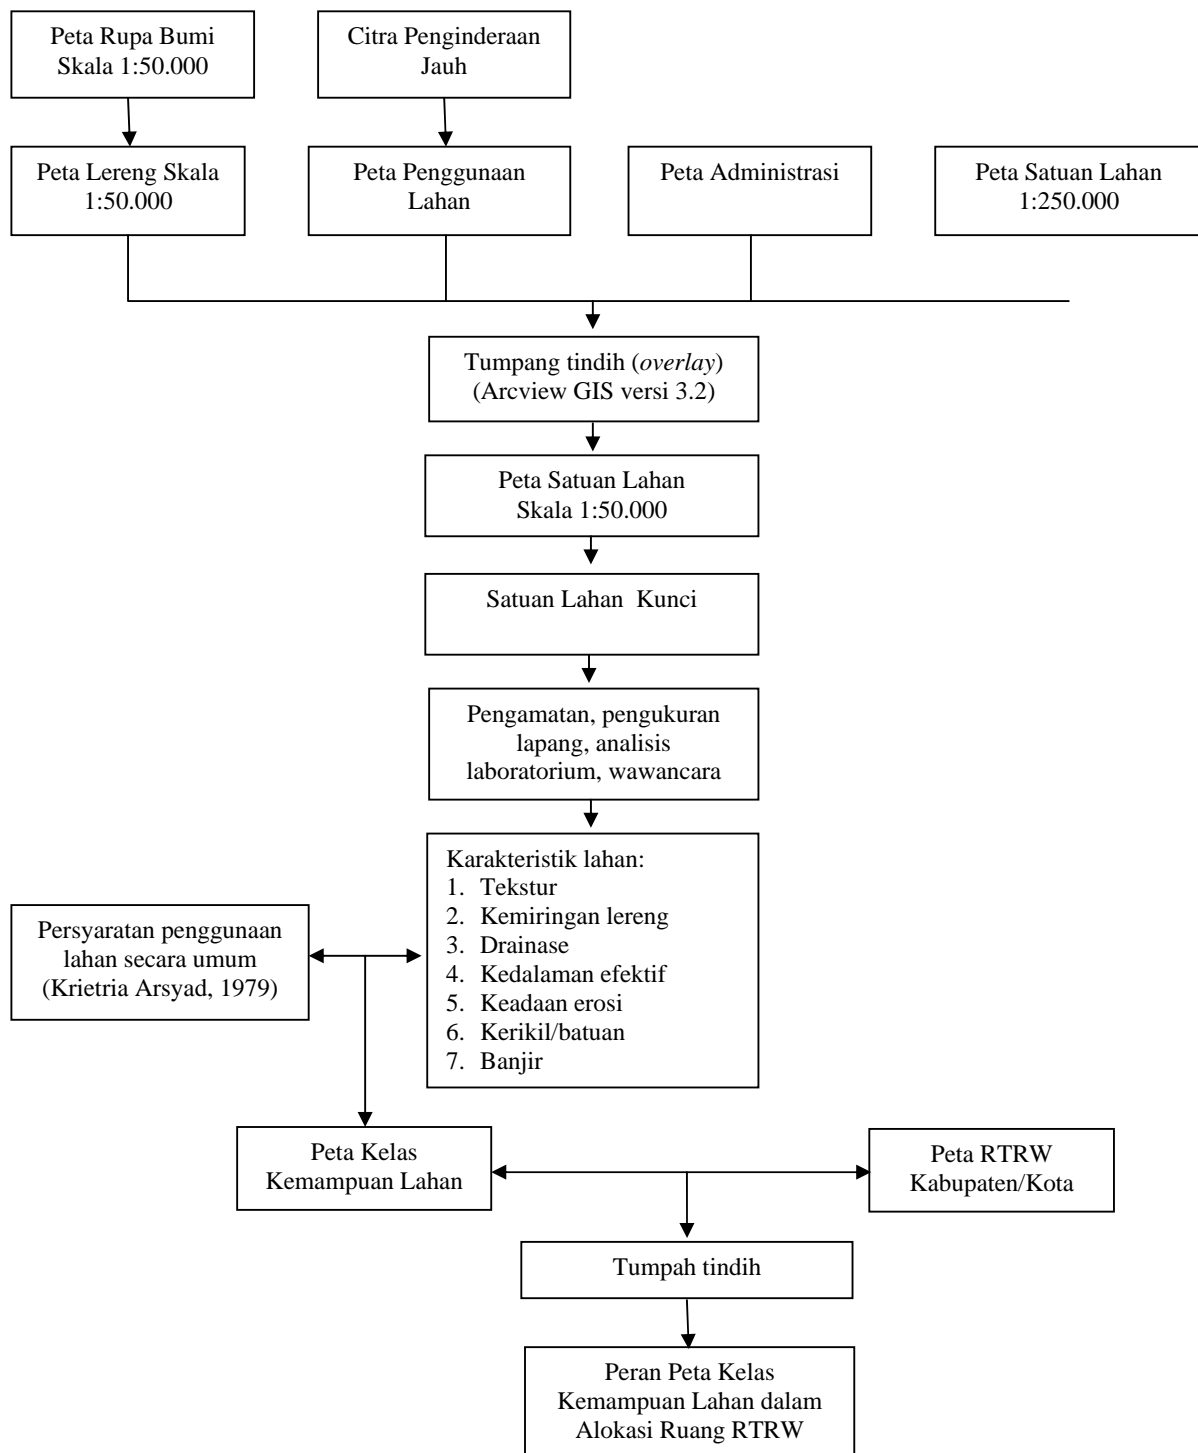 Peta Rupa Bumi
Skala 1:50.000
Citra Penginderaan
Jauh
Peta Lereng Skala
1:50.000
Peta Penggunaan
Lahan
Peta Administrasi
Peta Satuan Lahan
1:250.000
Tumpang tindih (overlay)
(Arcview GIS versi 3.2)
Peta Satuan Lahan
Skala 1:50.000
Satuan Lahan Kunci
Pengamatan, pengukuran
lapang, analisis
laboratorium, wawancara
Karakteristik lahan:
1. Tekstur
2. Kemiringan lereng
3. Drainase
4. Kedalaman efektif
5. Keadaan erosi
6. Kerikil/batuan
7. Banjir
Persyaratan penggunaan
lahan secara umum
(Krietria Arsyad, 1979)
Peta Kelas
Kemampuan Lahan
Peta RTRW
Kabupaten/Kota
Tumpah tindih
Peran Peta Kelas
Kemampuan Lahan dalam
Alokasi Ruang RTRW